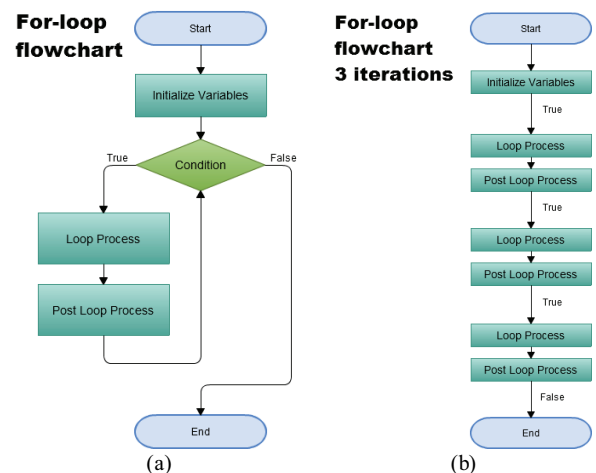 For-loop
flowchart
Start
Initialize Variables
True
Condition
False
Loop Process
Post Loop Process
End
(a)
For-loop
flowchart
3 iterations
Start
Initialize Variables
True
Loop Process
Post Loop Process
True
Loop Process
Post Loop Process
True
Loop Process
Post Loop Process
False
End
(b)